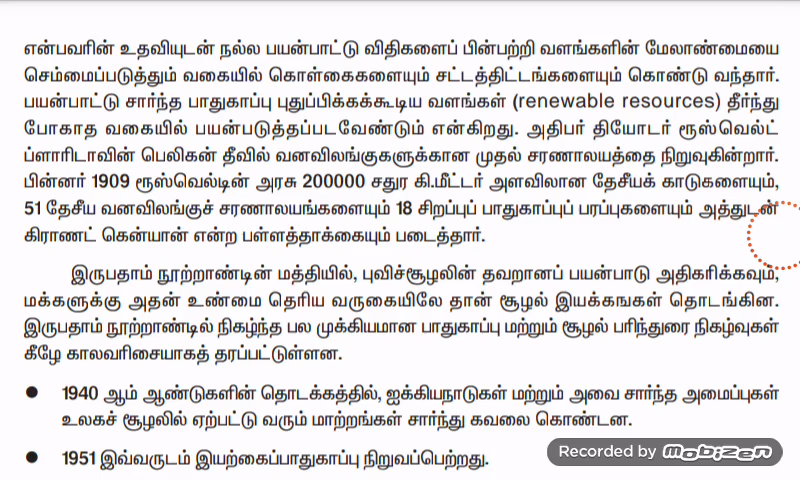 என்பவரின் உதவியுடன் நல்ல பயன்பாட்டு விதிகளைப் பின்பற்றி வளங்களின் மேலாண்மையை
செம்மைப்படுத்தும் வகையில் கொள்கைகளையும் சட்டத்திட்டங்களையும் கொண்டு வந்தார்.
பயன்பாட்டு சார்ந்த பாதுகாப்பு புதுப்பிக்கக்கூடிய வளங்கள் (renewable resources) தீர்ந்து
போகாத வகையில் பயன்படுத்தப்படவேண்டும் என்கிறது. அதிபர் தியோடர் ரூஸ்வெல்ட்
ப்ளாரிடாவின் பெலிகன் தீவில் வனவிலங்குகளுக்கான முதல் சரணாலயத்தை நிறுவுகின்றார்.
பின்னர் 1909 ரூஸ்வெல்டின் அரசு 200000 சதுர கி.மீட்டர் அளவிலான தேசீயக் காடுகளையும்,
51 தேசீய வனவிலங்குச் சரணாலயங்களையும் 18 சிறப்புப் பாதுகாப்புப் பரப்புகளையும் அத்துடன்
கிராணட் கென்யான் என்ற பள்ளத்தாக்கையும் படைத்தார்.
இருபதாம் நூற்றாண்டின் மத்தியில், புவிச்சூழலின் தவறானப் பயன்பாடு அதிகரிக்கவும்,
மக்களுக்கு அதன் உண்மை தெரிய வருகையிலே தான் சூழல் இயக்கஙகள் தொடங்கின.
இருபதாம் நூற்றாண்டில் நிகழ்ந்த பல முக்கியமான பாதுகாப்பு மற்றும் சூழல் பரிந்துரை நிகழ்வுகள்
கீழே காலவரிசையாகத் தரப்பட்டுள்ளன.
● 1940 ஆம் ஆண்டுகளின் தொடக்கத்தில், ஐக்கியநாடுகள் மற்றும் அவை சார்ந்த அமைப்புகள்
உலகச் சூழலில் ஏற்பட்டு வரும் மாற்றங்கள் சார்ந்து கவலை கொண்டன.
● 1951 இவ்வருடம் இயற்கைப்பாதுகாப்பு நிறுவப்பெற்றது.
Recorded by mobizen